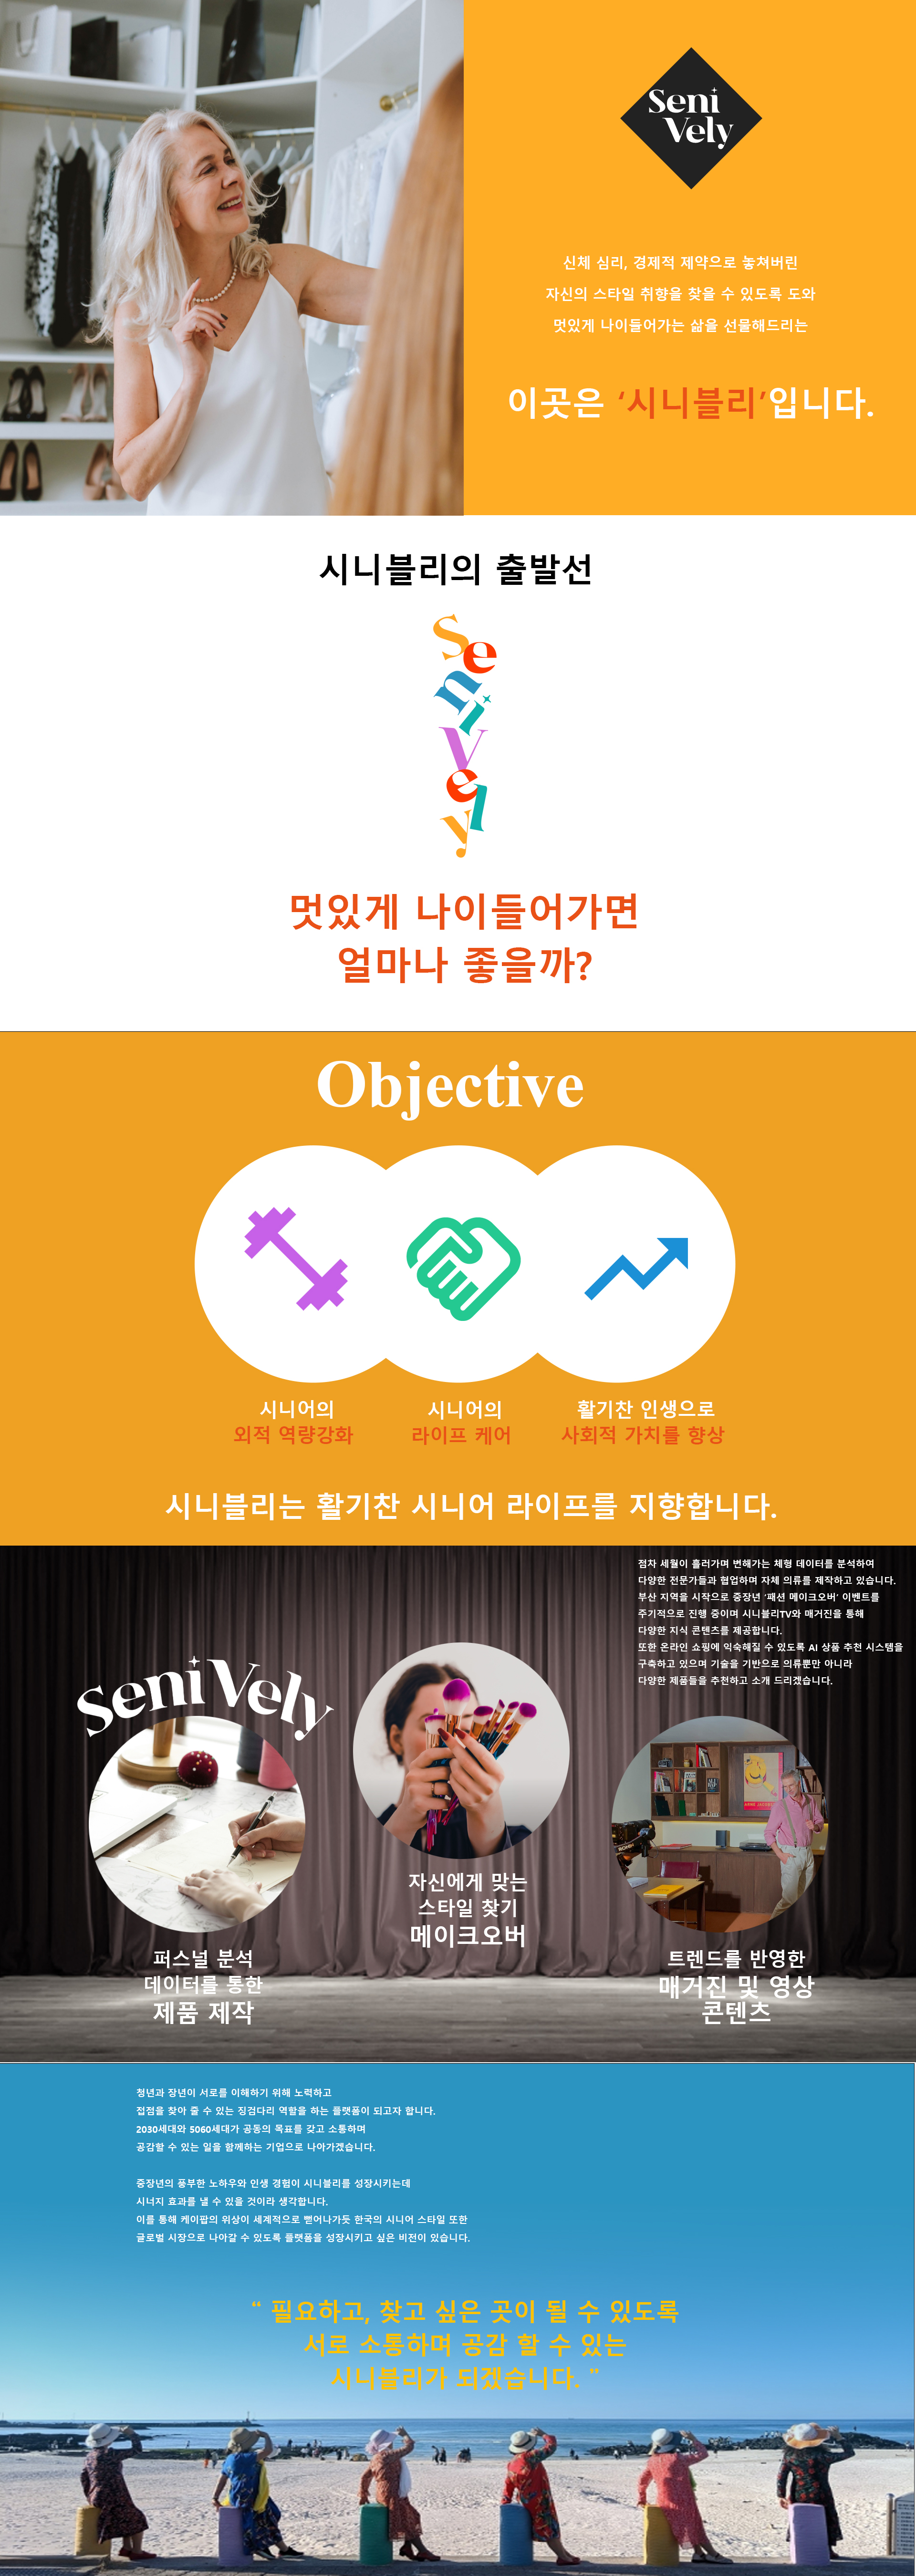 Seni
Vely
신체 심리, 경제적 제약으로 놓쳐버린
자신의 스타일 취향을 찾을 수 있도록 도와
멋있게 나이들어가는 삶을 선물해드리는
이곳은 ‘시니블리’입니다.
시니블리의 출발선
SeniVely
멋있게 나이들어가면
얼마나 좋을까?
Objective
시니어의
외적 역량강화
시니어의
라이프 케어
활기찬 인생으로
사회적 가치를 향상
시니블리는 활기찬 시니어 라이프를 지향합니다.
점차 세월이 흘러가며 변해가는 체형 데이터를 분석하여
다양한 전문가들과 협업하며 자체 의류를 제작하고 있습니다.
부산 지역을 시작으로 중장년 ‘패션 메이크오버’ 이벤트를
주기적으로 진행 중이며 시니블리TV와 매거진을 통해
다양한 지식 콘텐츠를 제공합니다.
또한 온라인 쇼핑에 익숙해질 수 있도록 AI 상품 추천 시스템을
구축하고 있으며 기술을 기반으로 의류뿐만 아니라
다양한 제품들을 추천하고 소개 드리겠습니다.
SeniVely
퍼스널 분석
데이터를 통한
제품 제작
자신에게 맞는
스타일 찾기
메이크오버
트렌드를 반영한
매거진 및 영상
콘텐츠
청년과 장년이 서로를 이해하기 위해 노력하고
접점을 찾아 줄 수 있는 징검다리 역할을 하는 플랫폼이 되고자 합니다.
2030세대와 5060세대가 공동의 목표를 갖고 소통하며
공감할 수 있는 일을 함께하는 기업으로 나아가겠습니다.
중장년의 풍부한 노하우와 인생 경험이 시니블리를 성장시키는데
시너지 효과를 낼 수 있을 것이라 생각합니다.
이를 통해 케이팝의 위상이 세계적으로 뻗어나가듯 한국의 시니어 스타일 또한
글로벌 시장으로 나아갈 수 있도록 플랫폼을 성장시키고 싶은 비전이 있습니다.
“ 필요하고, 찾고 싶은 곳이 될 수 있도록
서로 소통하며 공감 할 수 있는
시니블리가 되겠습니다. ”